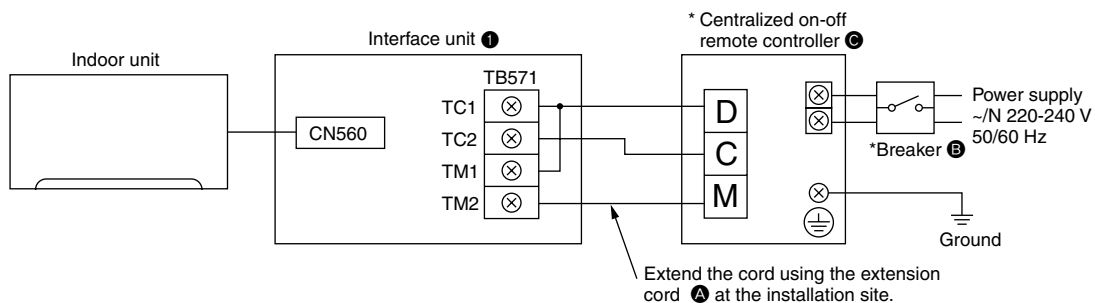 * Centralized on-off
remote controller C
Interface unit 1
Indoor unit
TB571
TC1
TC2
TM1
TM2
CN560
D
C
M
Power supply
~/N 220-240 V
50/60 Hz
*Breaker B
Ground
Extend the cord using the extension
cord A at the installation site.